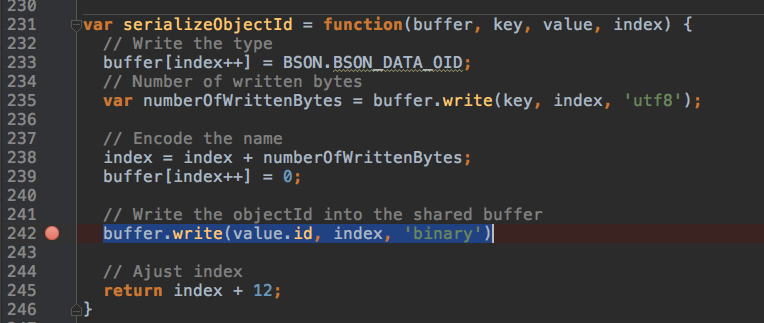 230
231 var serializeObjectId = function(buffer, key, value, index) {
232 // Write the type
233 buffer[index++] = BSON.BSON_DATA_OID;
234 // Number of written bytes
235 var numberOfWrittenBytes = buffer.write(key, index, 'utf8');
236
237 // Encode the name
238 index = index + numberOfWrittenBytes;
239 buffer[index++] = 0;
240
241 // Write the objectId into the shared buffer
242 buffer.write(value.id, index, 'binary')
243
244 // Ajust index
245 return index + 12;
246 }